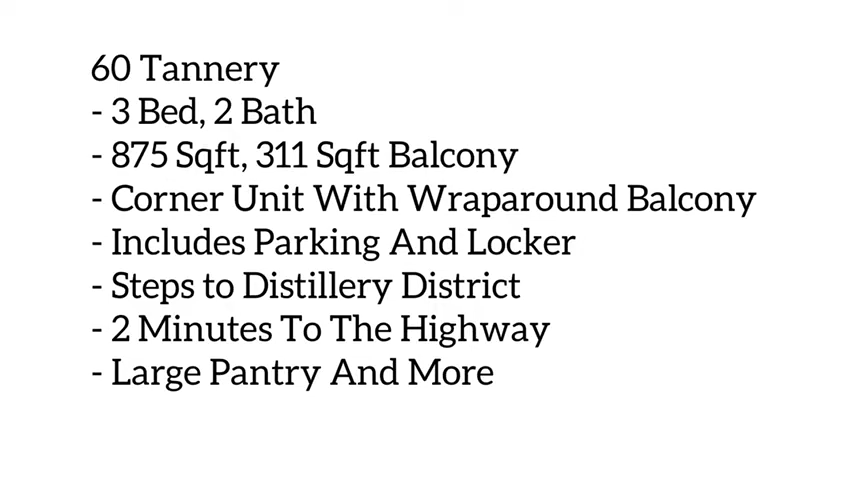 60 Tannery
- 3 Bed, 2 Bath
- 875 Sqft, 311 Sqft Balcony
- Corner Unit With Wraparound Balcony
- Includes Parking And Locker
- Steps to Distillery District
- 2 Minutes To The Highway
- Large Pantry And More